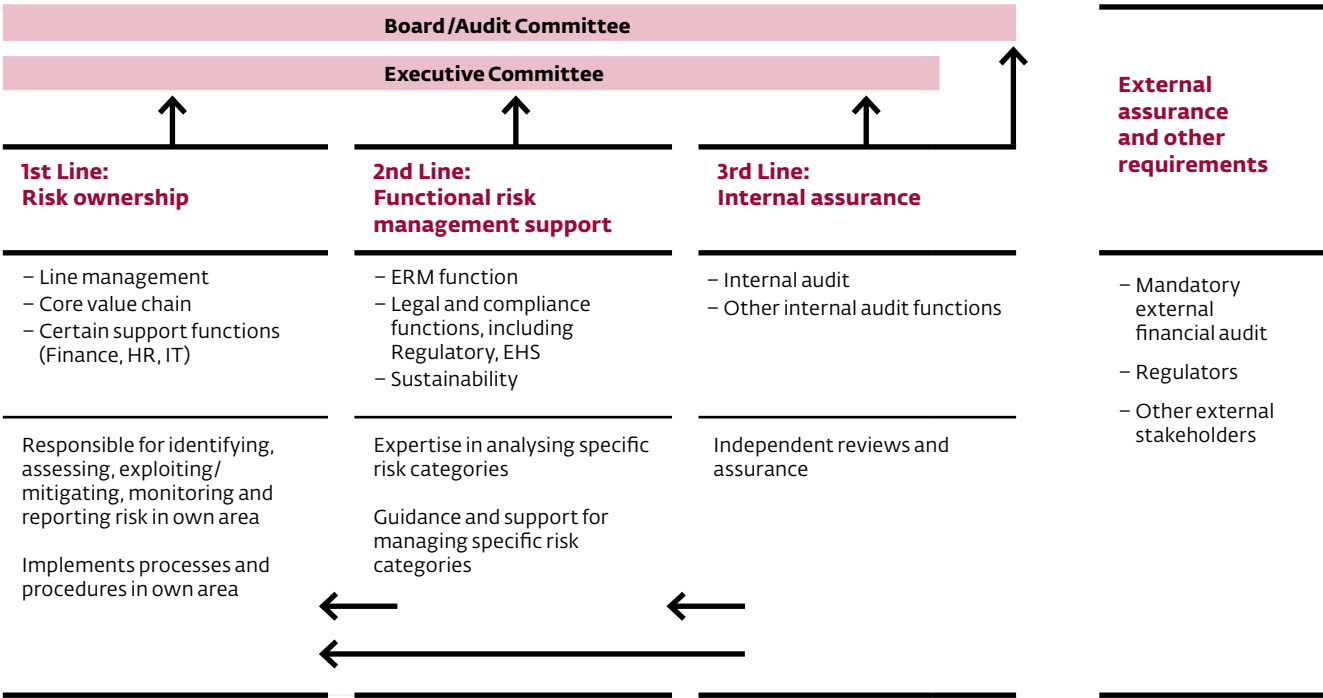 Board/Audit Committee
Executive Committee
1st Line:
Risk ownership
– Line management
– Core value chain
– Certain support functions
(Finance, HR, IT)
Responsible for identifying,
assessing, exploiting/
mitigating, monitoring and
reporting risk in own area
Implements processes and
procedures in own area
2nd Line:
Functional risk
management support
– ERM function
– Legal and compliance
functions, including
Regulatory, EHS
– Sustainability
Expertise in analysing specific
risk categories
Guidance and support for
managing specific risk
categories
3rd Line:
Internal assurance
– Internal audit
– Other internal audit functions
Independent reviews and
assurance
External
assurance
and other
requirements
– Mandatory
external
financial audit
– Regulators
– Other external
stakeholders